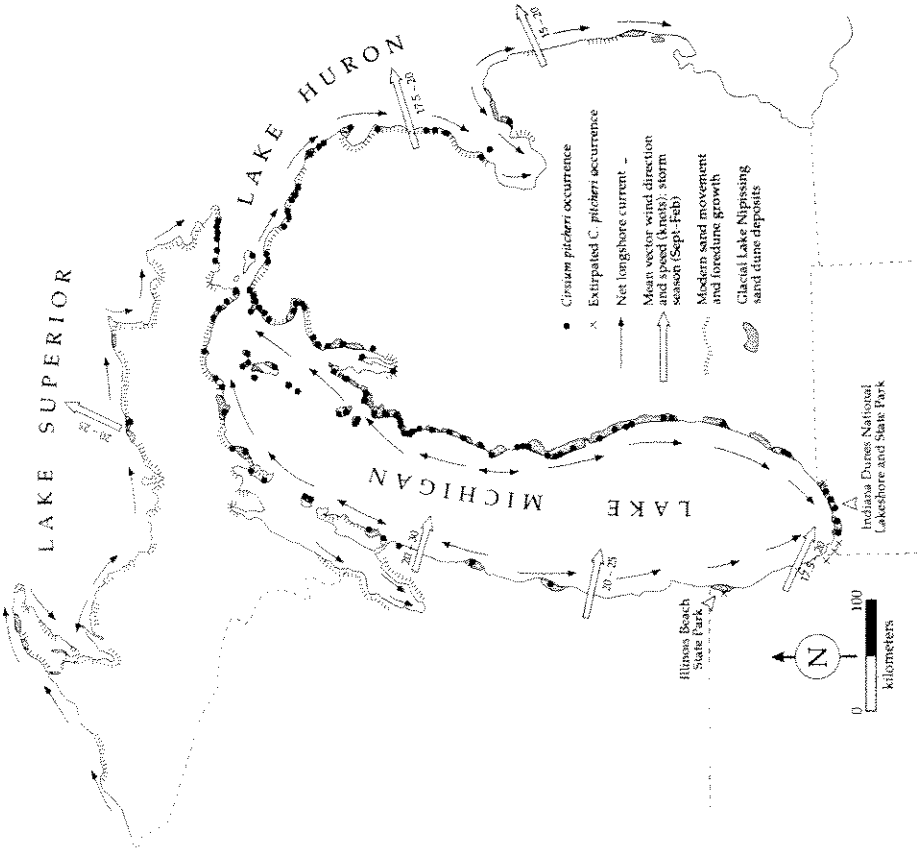 LAKE SUPERIOR
20 - 25
LAKE HURON
17.5 - 20
15 - 20
LAKE
MICHIGAN
20 - 30
20 - 25
17.5 - 20
Cirsium pitcheri occurrence
Extirpated C. pitcheri occurrence
Net longshore current
Mean vector wind direction
and speed (knots): storm
season (Sept-Feb)
Modern sand movement
and foredune growth
Glacial Lake Nipissing
sand dune deposits
Illinois Beach
State Park
Indiana Dunes National
Lakeshore and State Park
N
0 100
kilometers